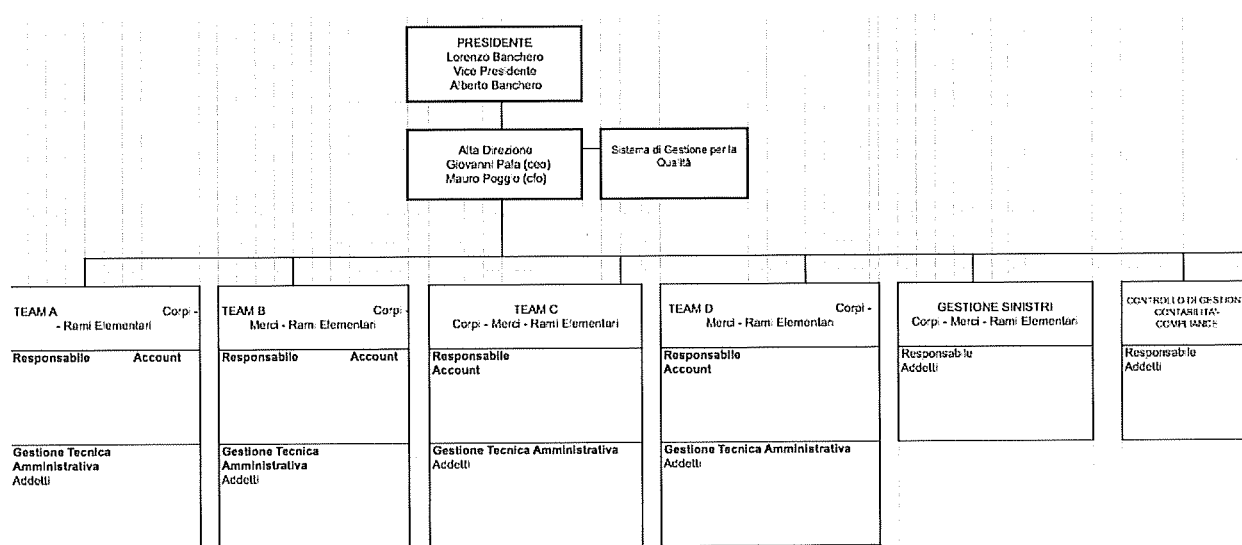 PRESIDENTE
Lorenzo Banchero
Vice Presidente
Alberto Banchero
Alta Direzione
Giovanni Pala (ceo)
Mauro Poggio (cfo)
Sistema di Gestione per la
Qualità
TEAM A Corpi -
- Rami Elementari
Responsabile Account
Gestione Tecnica
Amministrativa
Addetti
TEAM B Corpi -
Merci - Rami Elementari
Responsabile Account
Gestione Tecnica
Amministrativa
Addetti
TEAM C
Corpi - Merci - Rami Elementari
Responsabile
Account
Gestione Tecnica Amministrativa
Addetti
TEAM D Corpi -
Merci - Rami Elementari
Responsabile
Account
Gestione Tecnica Amministrativa
Addetti
GESTIONE SINISTRI
Corpi - Merci - Rami Elementari
Responsabile
Addetti
CONTROLLO DI GESTION
CONTABILITA'-
COMPLIANCE
Responsabile
Addetti